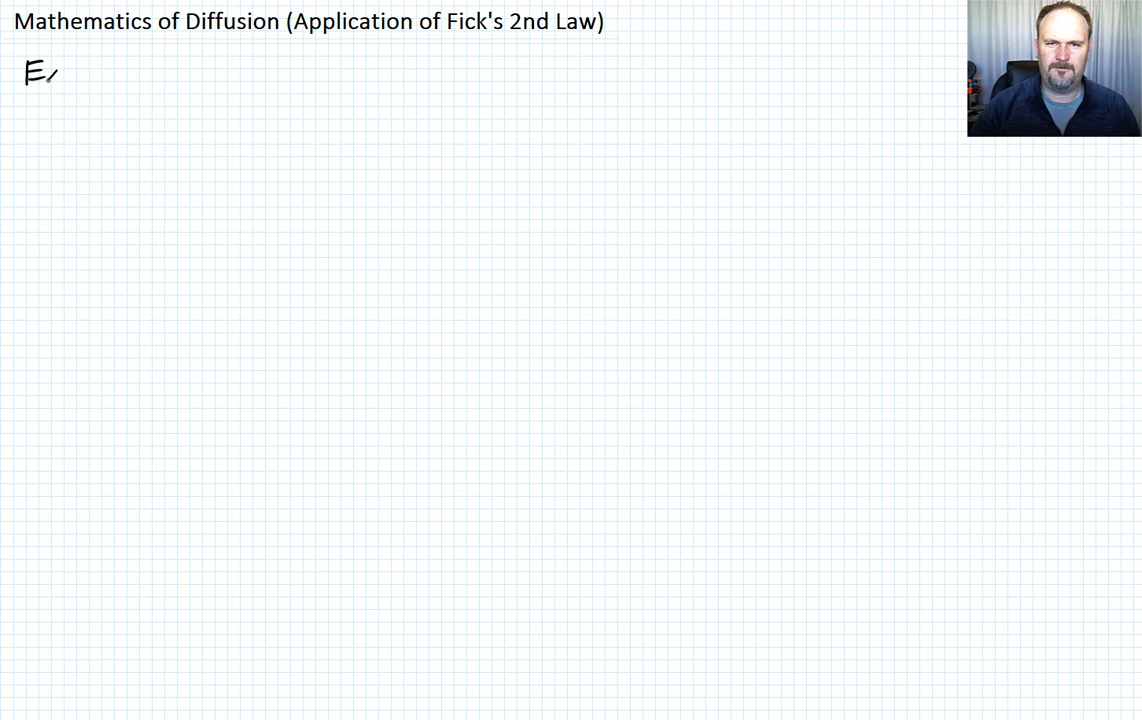 Mathematics of Diffusion (Application of Fick's 2nd Law)
E